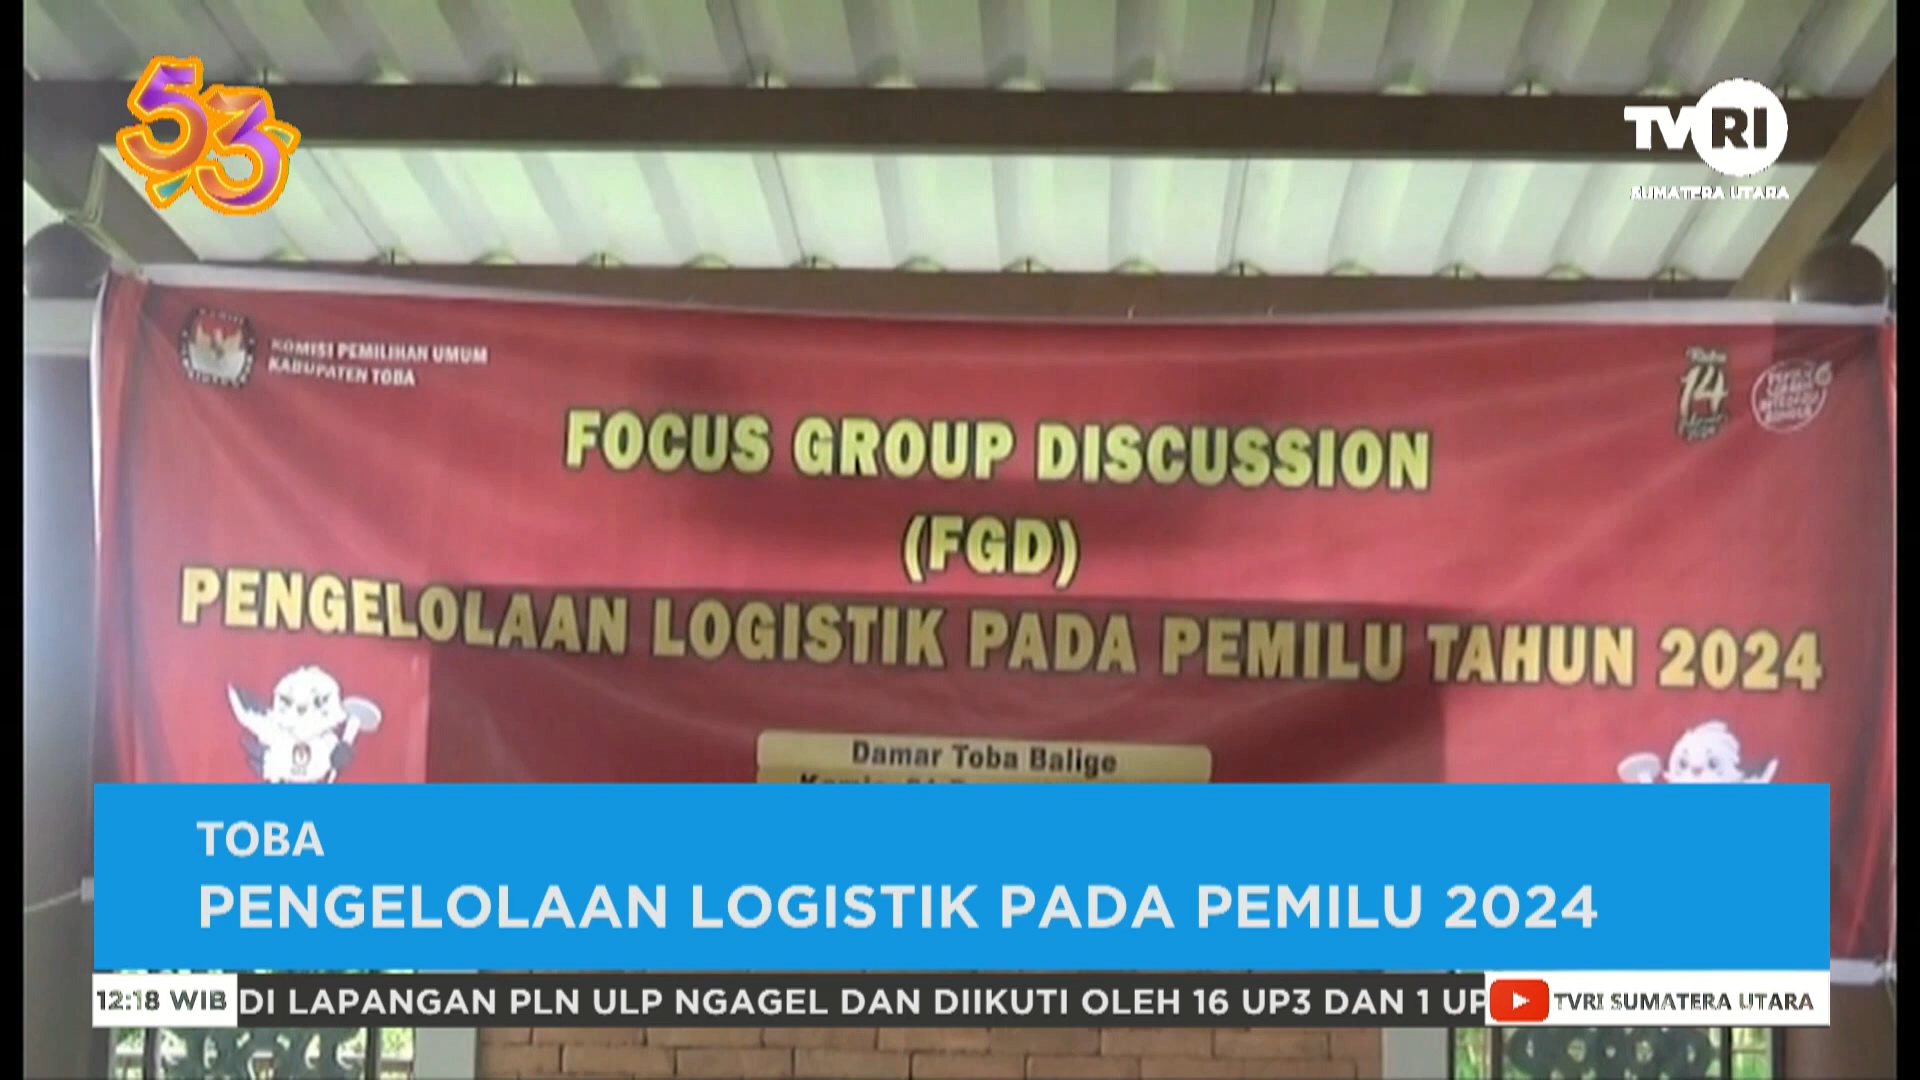 53
TVRI
SUMATERA UTARA
KOMISI PEMILIHAN UMUM
KABUPATEN TOBA
14
FOCUS GROUP DISCUSSION
(FGD)
PENGELOLAAN LOGISTIK PADA PEMILU TAHUN 2024
Damar Toba Balige
TOBA
PENGELOLAAN LOGISTIK PADA PEMILU 2024
12:18 WIB
DI LAPANGAN PLN ULP NGAGEL DAN DIIKUTI OLEH 16 UP3 DAN 1 UP
TVRI SUMATERA UTARA